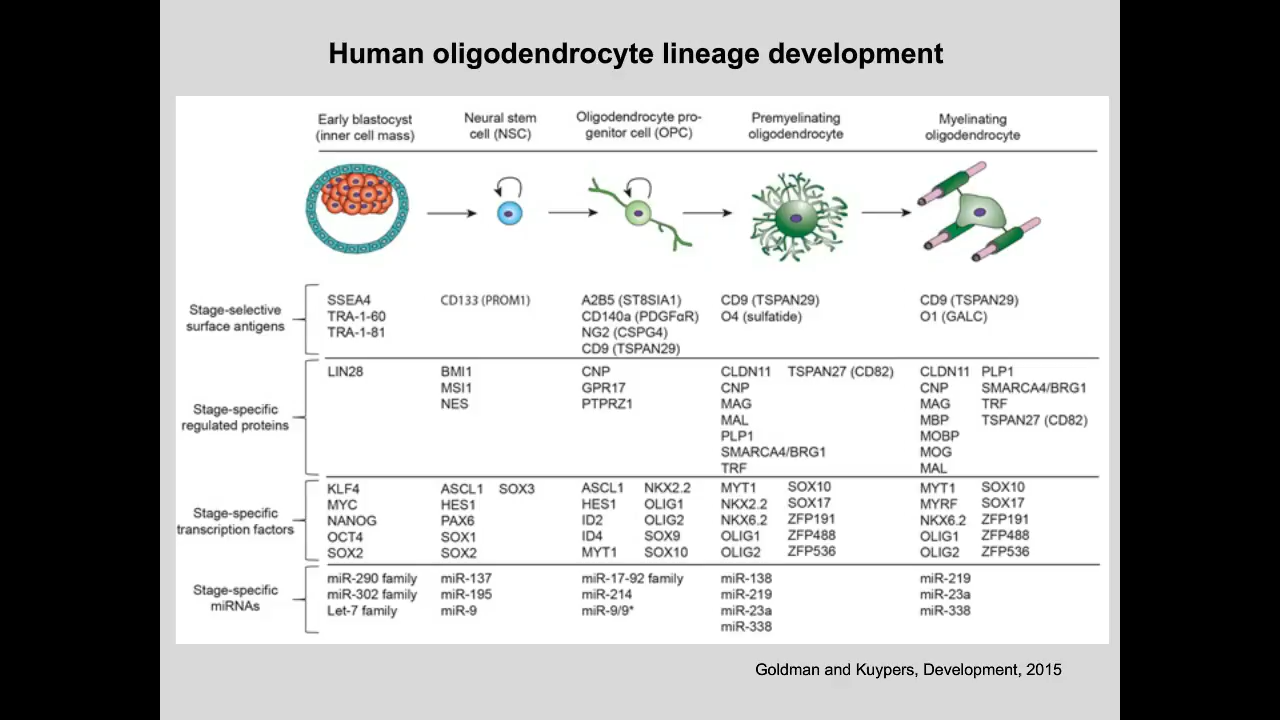 Human oligodendrocyte lineage development
Early blastocyst
(inner cell mass)
Neural stem
cell (NSC)
Oligodendrocyte pro-
genitor cell (OPC)
Premyelinating
oligodendrocyte
Myelinating
oligodendrocyte
Stage-selective
surface antigens
SSEA4
TRA-1-60
TRA-1-81
CD133 (PROM1)
A2B5 (ST8SIA1)
CD140a (PDGFαR)
NG2 (CSPG4)
CD9 (TSPAN29)
CD9 (TSPAN29)
O4 (sulfatide)
CD9 (TSPAN29)
O1 (GALC)
Stage-specific
regulated proteins
LIN28
BMI1
MSI1
NES
CNP
GPR17
PTPRZ1
CLDN11 TSPAN27 (CD82)
CNP
MAG
MAL
PLP1
SMARCA4/BRG1
TRF
CLDN11 PLP1
CNP SMARCA4/BRG1
MAG TRF
MBP TSPAN27 (CD82)
MOBP
MOG
MAL
Stage-specific
transcription factors
KLF4
MYC
NANOG
OCT4
SOX2
ASCL1 SOX3
HES1
PAX6
SOX1
SOX2
ASCL1 NKX2.2
HES1 OLIG1
ID2 OLIG2
ID4 SOX9
MYT1 SOX10
MYT1 SOX10
NKX2.2 SOX17
NKX6.2 ZFP191
OLIG1 ZFP488
OLIG2 ZFP536
MYT1 SOX10
MYRF SOX17
NKX6.2 ZFP191
OLIG1 ZFP488
OLIG2 ZFP536
Stage-specific
miRNAs
miR-290 family
miR-302 family
Let-7 family
miR-137
miR-195
miR-9
miR-17-92 family
miR-214
miR-9/9*
miR-138
miR-219
miR-23a
miR-338
miR-219
miR-23a
miR-338
Goldman and Kuypers, Development, 2015